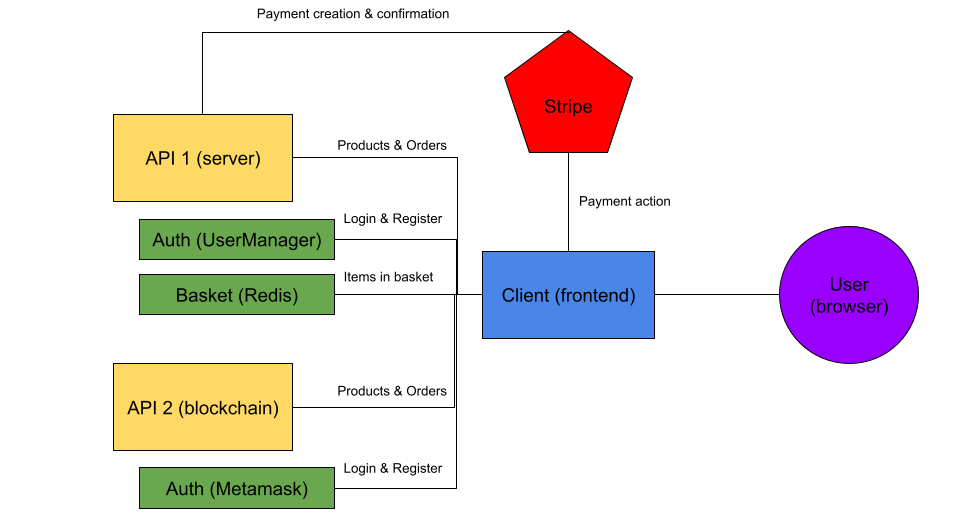 Payment creation & confirmation
Stripe
API 1 (server)
Products & Orders
Payment action
Login & Register
Auth (UserManager)
Items in basket
Basket (Redis)
Client (frontend)
User
(browser)
Products & Orders
API 2 (blockchain)
Login & Register
Auth (Metamask)